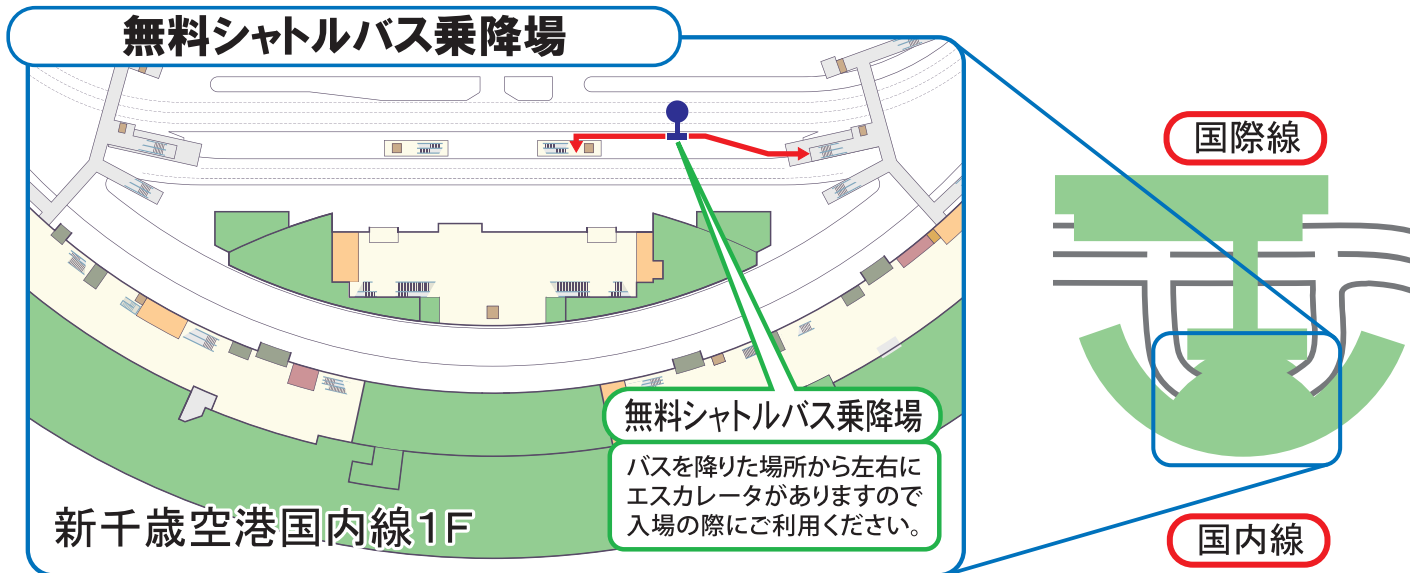 無料シャトルバス乗降場
国際線
無料シャトルバス乗降場
バスを降りた場所から左右に
エスカレータがありますので
入場の際にご利用ください。
新千歳空港国内線1F
国内線